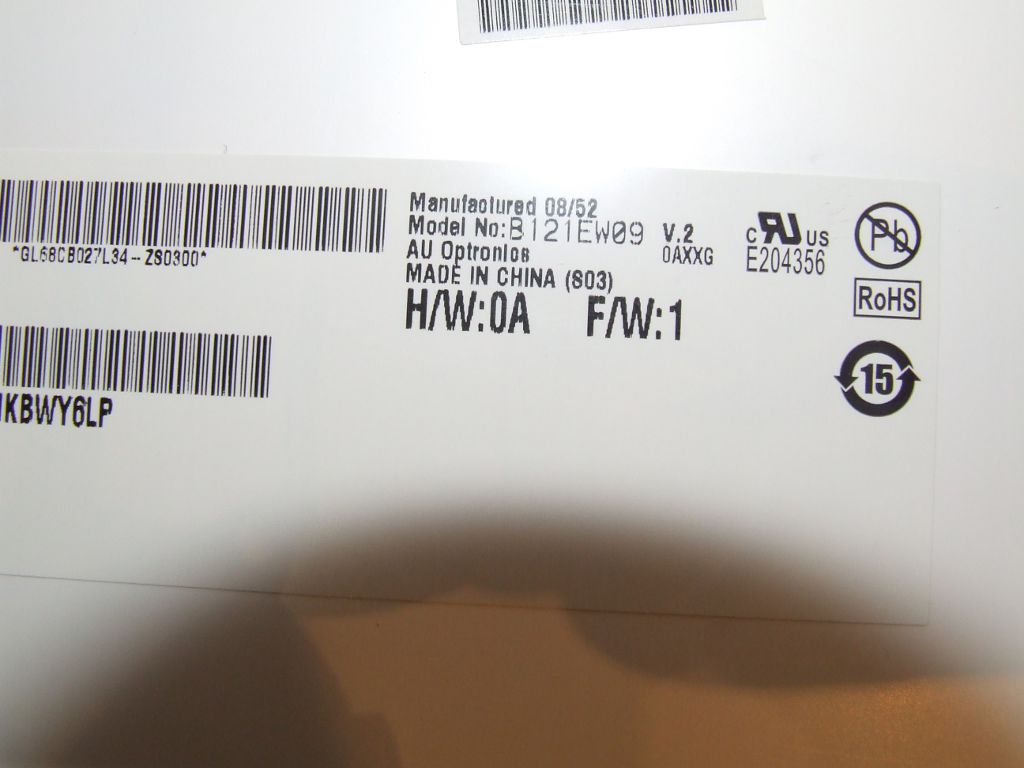 *GL68CB027L34-ZS0300*
KBWY6LP
Manufactured 08/52
Model No:B121EW09 V.2
AU Optronics 0AXXG
MADE IN CHINA (S03)
H/W:0A F/W:1
c RU US
E204356
Pb
RoHS
15